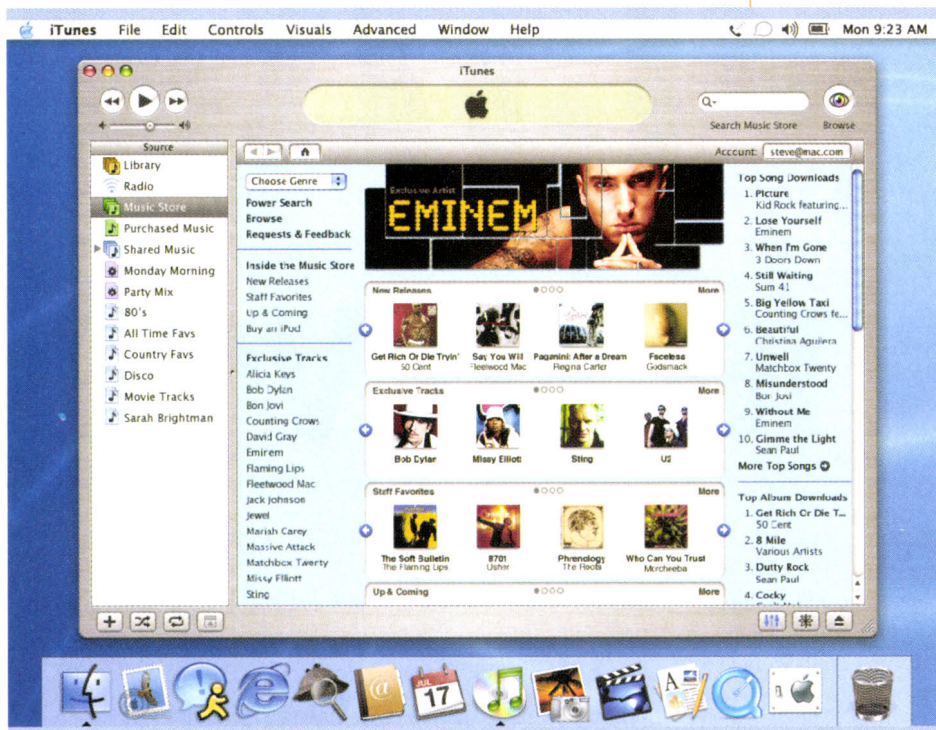 iTunes File Edit Controls Visuals Advanced Window Help Mon 9:23 AM
iTunes
Search Music Store Browse
Source
Library
Radio
Music Store
Purchased Music
Shared Music
Monday Morning
Party Mix
80's
All Time Favs
Country Favs
Disco
Movie Tracks
Sarah Brightman
Account: steve@mac.com
Choose Genre
Power Search
Browse
Requests & Feedback
Inside the Music Store
New Releases
Staff Favorites
Up & Coming
Buy an iPod
Exclusive Tracks
Alicia Keys
Bob Dylan
Bon Jovi
Counting Crows
David Gray
Eminem
Flaming Lips
Fleetwood Mac
Jack Johnson
Jewel
Mariah Carey
Massive Attack
Matchbox Twenty
Missy Elliott
Sting
Exclusive Artist
EMINEM
New Releases More
Get Rich Or Die Tryin' Say You Will Paganini: After a Dream Faceless
50 Cent Fleetwood Mac Regina Carter Godsmack
Exclusive Tracks More
Bob Dylan Missy Elliott Sting U2
Staff Favorites More
The Soft Bulletin 8701 Phrenology Who Can You Trust
The Flaming Lips Usher The Roots Morcheeba
Up & Coming More
Top Song Downloads
1. Picture
Kid Rock featuring...
2. Lose Yourself
Eminem
3. When I'm Gone
3 Doors Down
4. Still Waiting
Sum 41
5. Big Yellow Taxi
Counting Crows fe...
6. Beautiful
Christina Aguilera
7. Unwell
Matchbox Twenty
8. Misunderstood
Bon Jovi
9. Without Me
Eminem
10. Gimme the Light
Sean Paul
More Top Songs
Top Album Downloads
1. Get Rich Or Die T...
50 Cent
2. 8 Mile
Various Artists
3. Dutty Rock
Sean Paul
4. Cocky
JUL
17